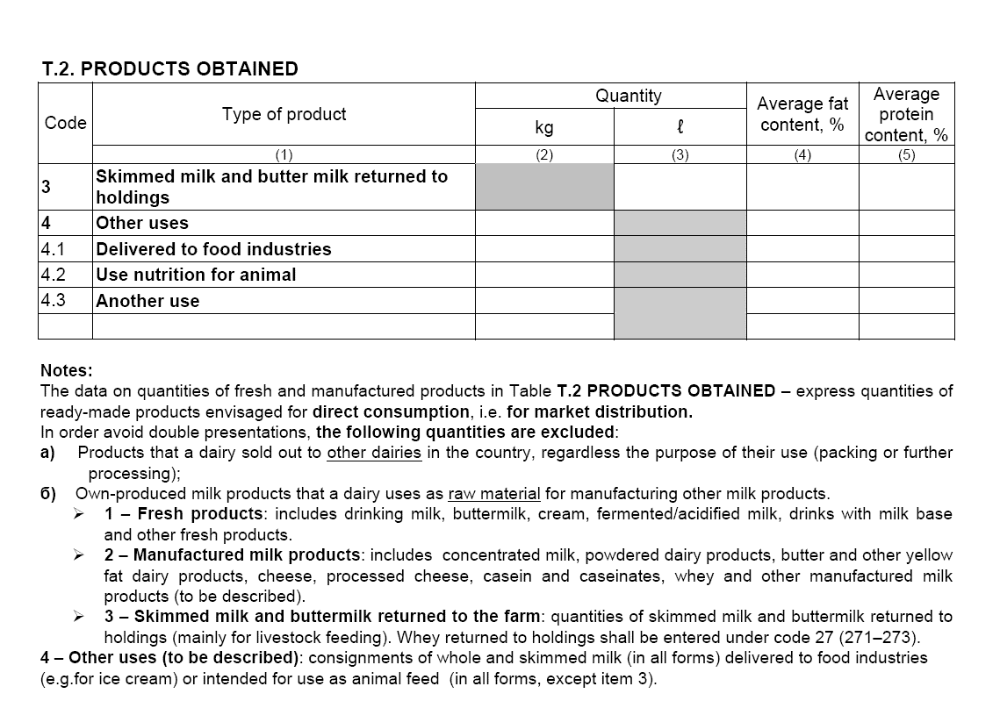 T.2. PRODUCTS OBTAINED
Code
Type of product
Quantity
Average fat
content, %
Average
protein
content, %
kg
ℓ
(1)
(2)
(3)
(4)
(5)
3
Skimmed milk and butter milk returned to
holdings
4
Other uses
4.1
Delivered to food industries
4.2
Use nutrition for animal
4.3
Another use
Notes:
The data on quantities of fresh and manufactured products in Table T.2 PRODUCTS OBTAINED – express quantities of
ready-made products envisaged for direct consumption, i.e. for market distribution.
In order avoid double presentations, the following quantities are excluded:
a) Products that a dairy sold out to other dairies in the country, regardless the purpose of their use (packing or further
processing);
б) Own-produced milk products that a dairy uses as raw material for manufacturing other milk products.
➢ 1 – Fresh products: includes drinking milk, buttermilk, cream, fermented/acidified milk, drinks with milk base
and other fresh products.
➢ 2 – Manufactured milk products: includes concentrated milk, powdered dairy products, butter and other yellow
fat dairy products, cheese, processed cheese, casein and caseinates, whey and other manufactured milk
products (to be described).
➢ 3 – Skimmed milk and buttermilk returned to the farm: quantities of skimmed milk and buttermilk returned to
holdings (mainly for livestock feeding). Whey returned to holdings shall be entered under code 27 (271–273).
4 – Other uses (to be described): consignments of whole and skimmed milk (in all forms) delivered to food industries
(e.g.for ice cream) or intended for use as animal feed (in all forms, except item 3).